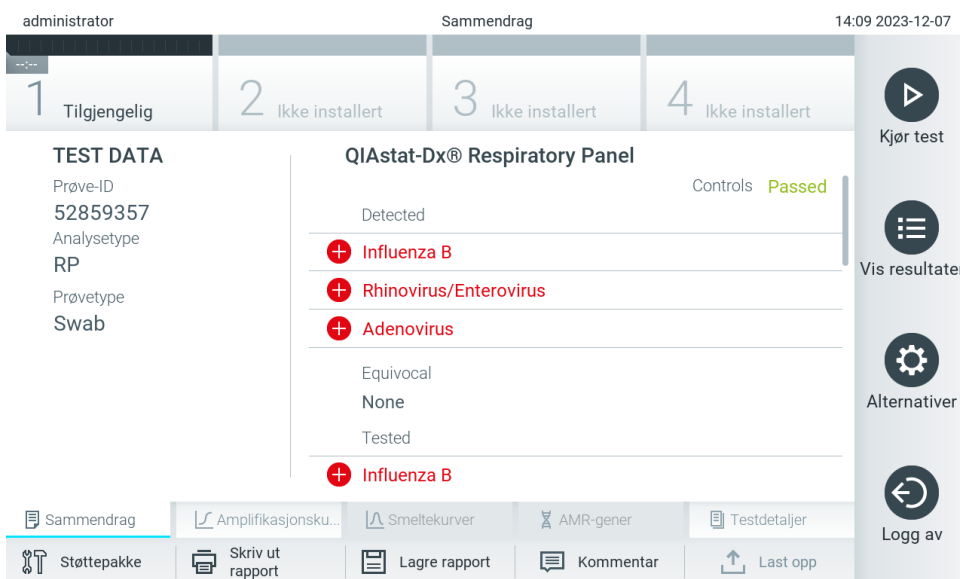 administrator
Sammendrag
14:09 2023-12-07
--:--
1 Tilgjengelig
2 Ikke installert
3 Ikke installert
4 Ikke installert
Kjør test
Vis resultater
Alternativer
Logg av
TEST DATA
Prøve-ID
52859357
Analysetype
RP
Prøvetype
Swab
QIAstat-Dx® Respiratory Panel
Controls Passed
Detected
Influenza B
Rhinovirus/Enterovirus
Adenovirus
Equivocal
None
Tested
Influenza B
Sammendrag
Amplifikasjonsku...
Smeltekurver
AMR-gener
Testdetaljer
Støttepakke
Skriv ut
rapport
Lagre rapport
Kommentar
Last opp